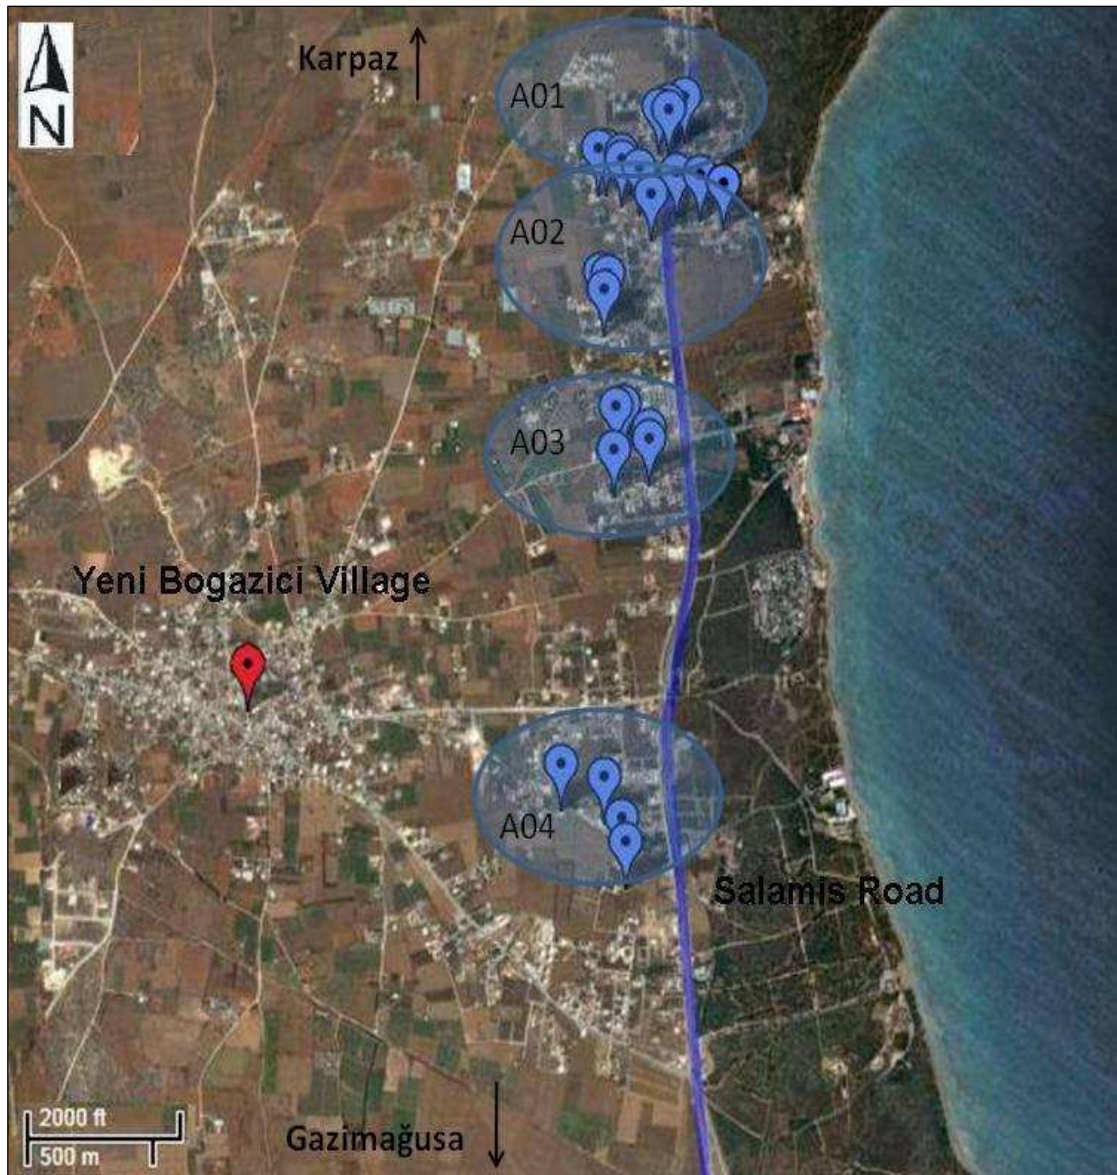 Karpaz
N
A01
A02
A03
Yeni Bogazici Village
A04
Salamis Road
2000 ft
500 m
Gazimağusa